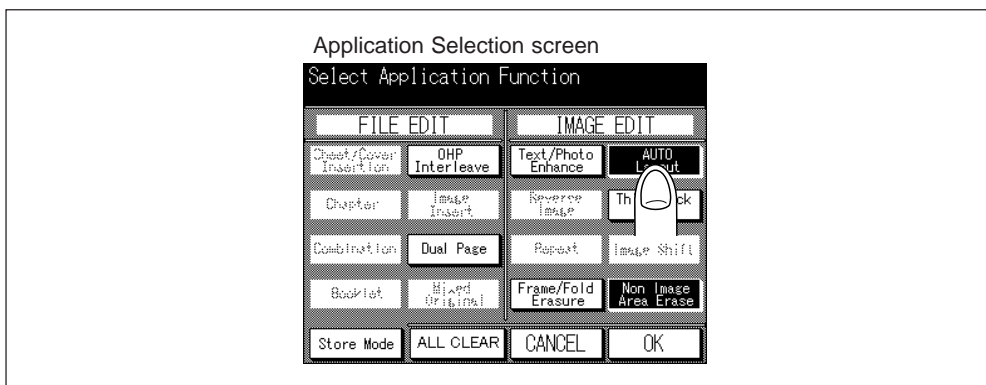 Application Selection screen
Select Application Function
FILE EDIT
IMAGE EDIT
Sheet/Cover
Insertion
OHP
Interleave
Text/Photo
Enhance
AUTO
Chapter
Image
Insert
Reverse
Image
Combination
Dual Page
Repeat
Image Shift
Booklet
Mixed
Original
Frame/Fold
Erasure
Non Image
Area Erase
Store Mode
ALL CLEAR
CANCEL
OK